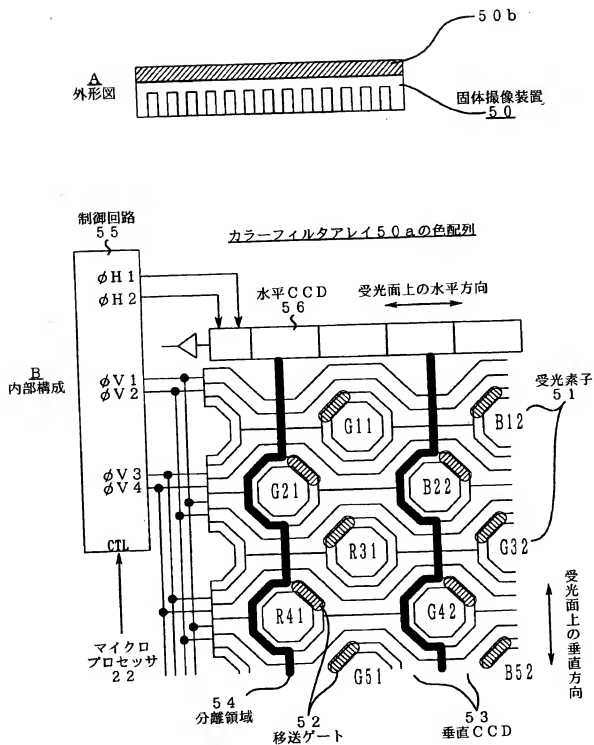 50b
A
外形図
固体撮像装置
50
制御回路
55
カラーフィルタアレイ50aの色配列
φH1
φH2
水平CCD
56
受光面上の水平方向
B
内部構成
φV1
φV2
受光素子
51
G11
B12
G21
B22
φV3
φV4
R31
G32
CTL
R41
G42
受光面上の垂直方向
マイクロ
プロセッサ
22
G51
B52
54
分離領域
52
移送ゲート
53
垂直CCD